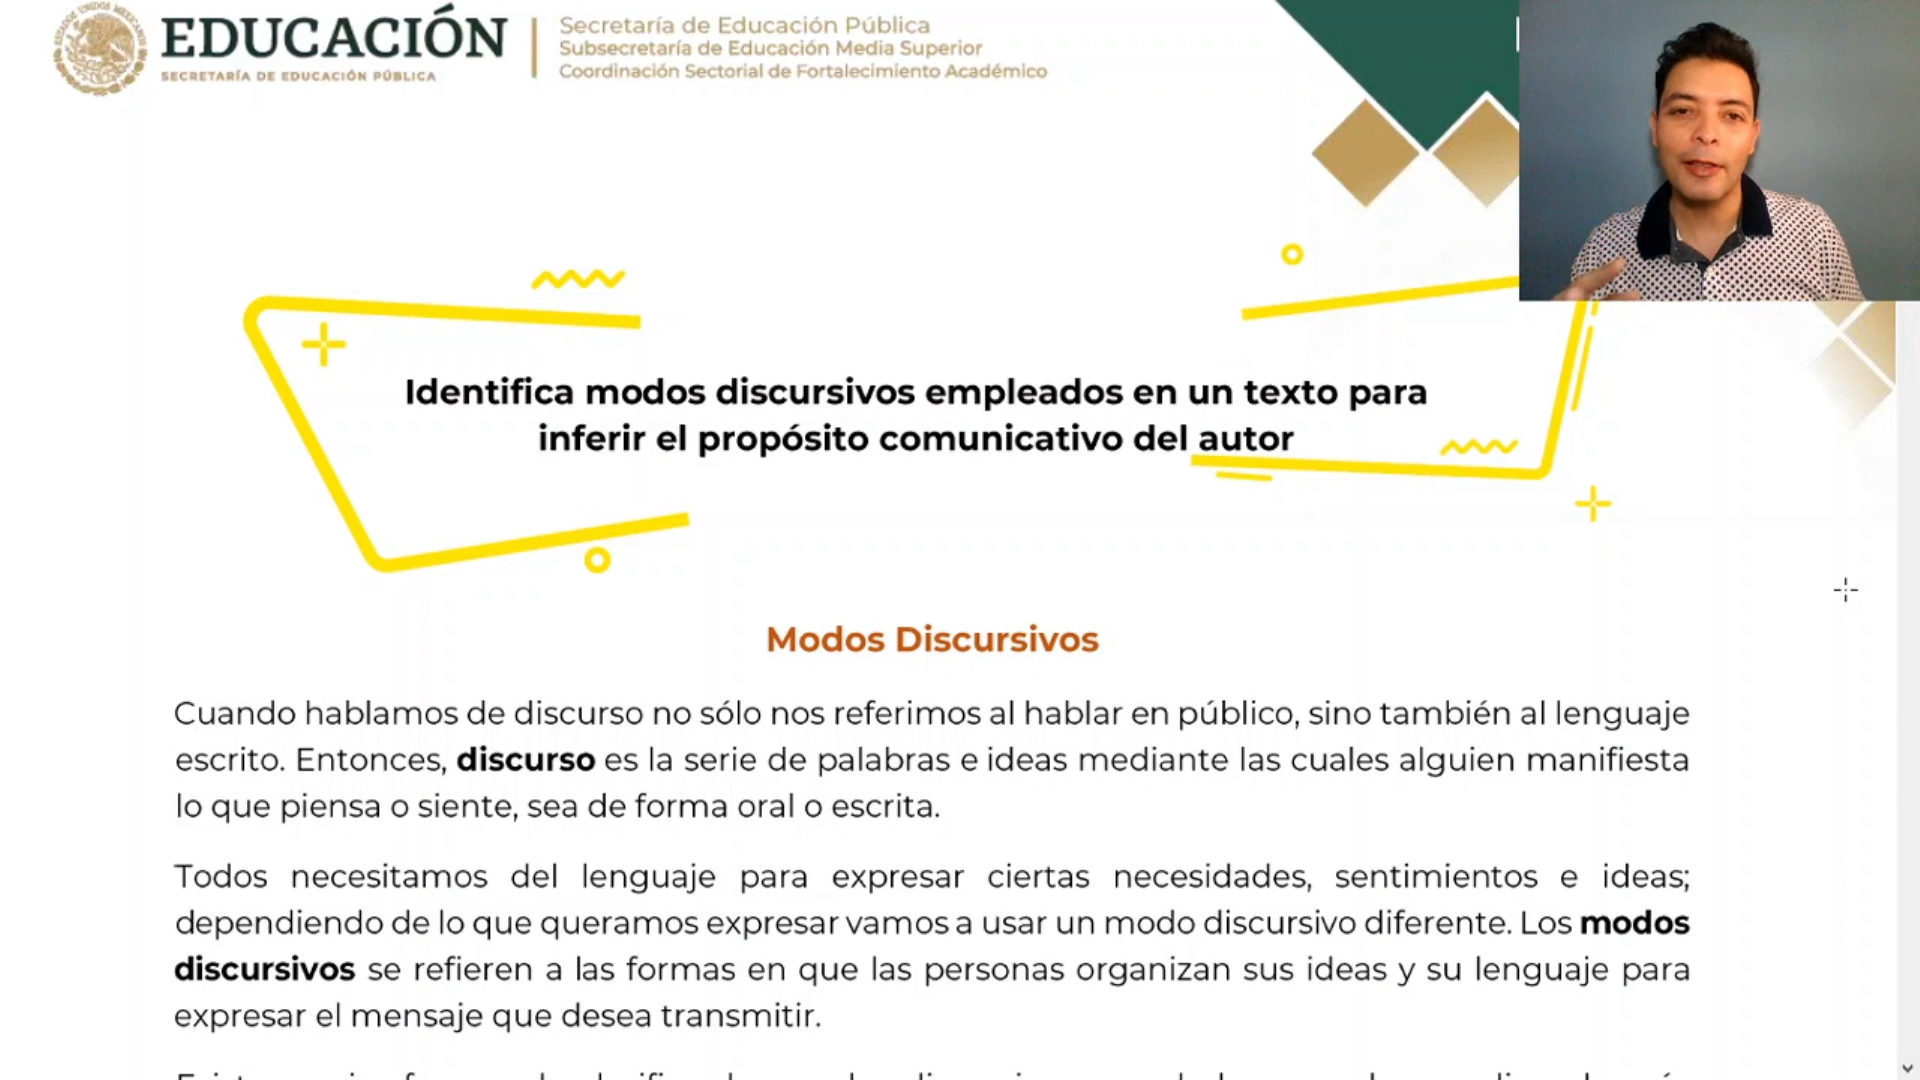 EDUCACIÓN
SECRETARÍA DE EDUCACIÓN PÚBLICA
Secretaría de Educación Pública
Subsecretaría de Educación Media Superior
Coordinación Sectorial de Fortalecimiento Académico
Identifica modos discursivos empleados en un texto para
inferir el propósito comunicativo del autor
Modos Discursivos
Cuando hablamos de discurso no sólo nos referimos al hablar en público, sino también al lenguaje
escrito. Entonces, discurso es la serie de palabras e ideas mediante las cuales alguien manifiesta
lo que piensa o siente, sea de forma oral o escrita.
Todos necesitamos del lenguaje para expresar ciertas necesidades, sentimientos e ideas;
dependiendo de lo que queramos expresar vamos a usar un modo discursivo diferente. Los modos
discursivos se refieren a las formas en que las personas organizan sus ideas y su lenguaje para
expresar el mensaje que desea transmitir.